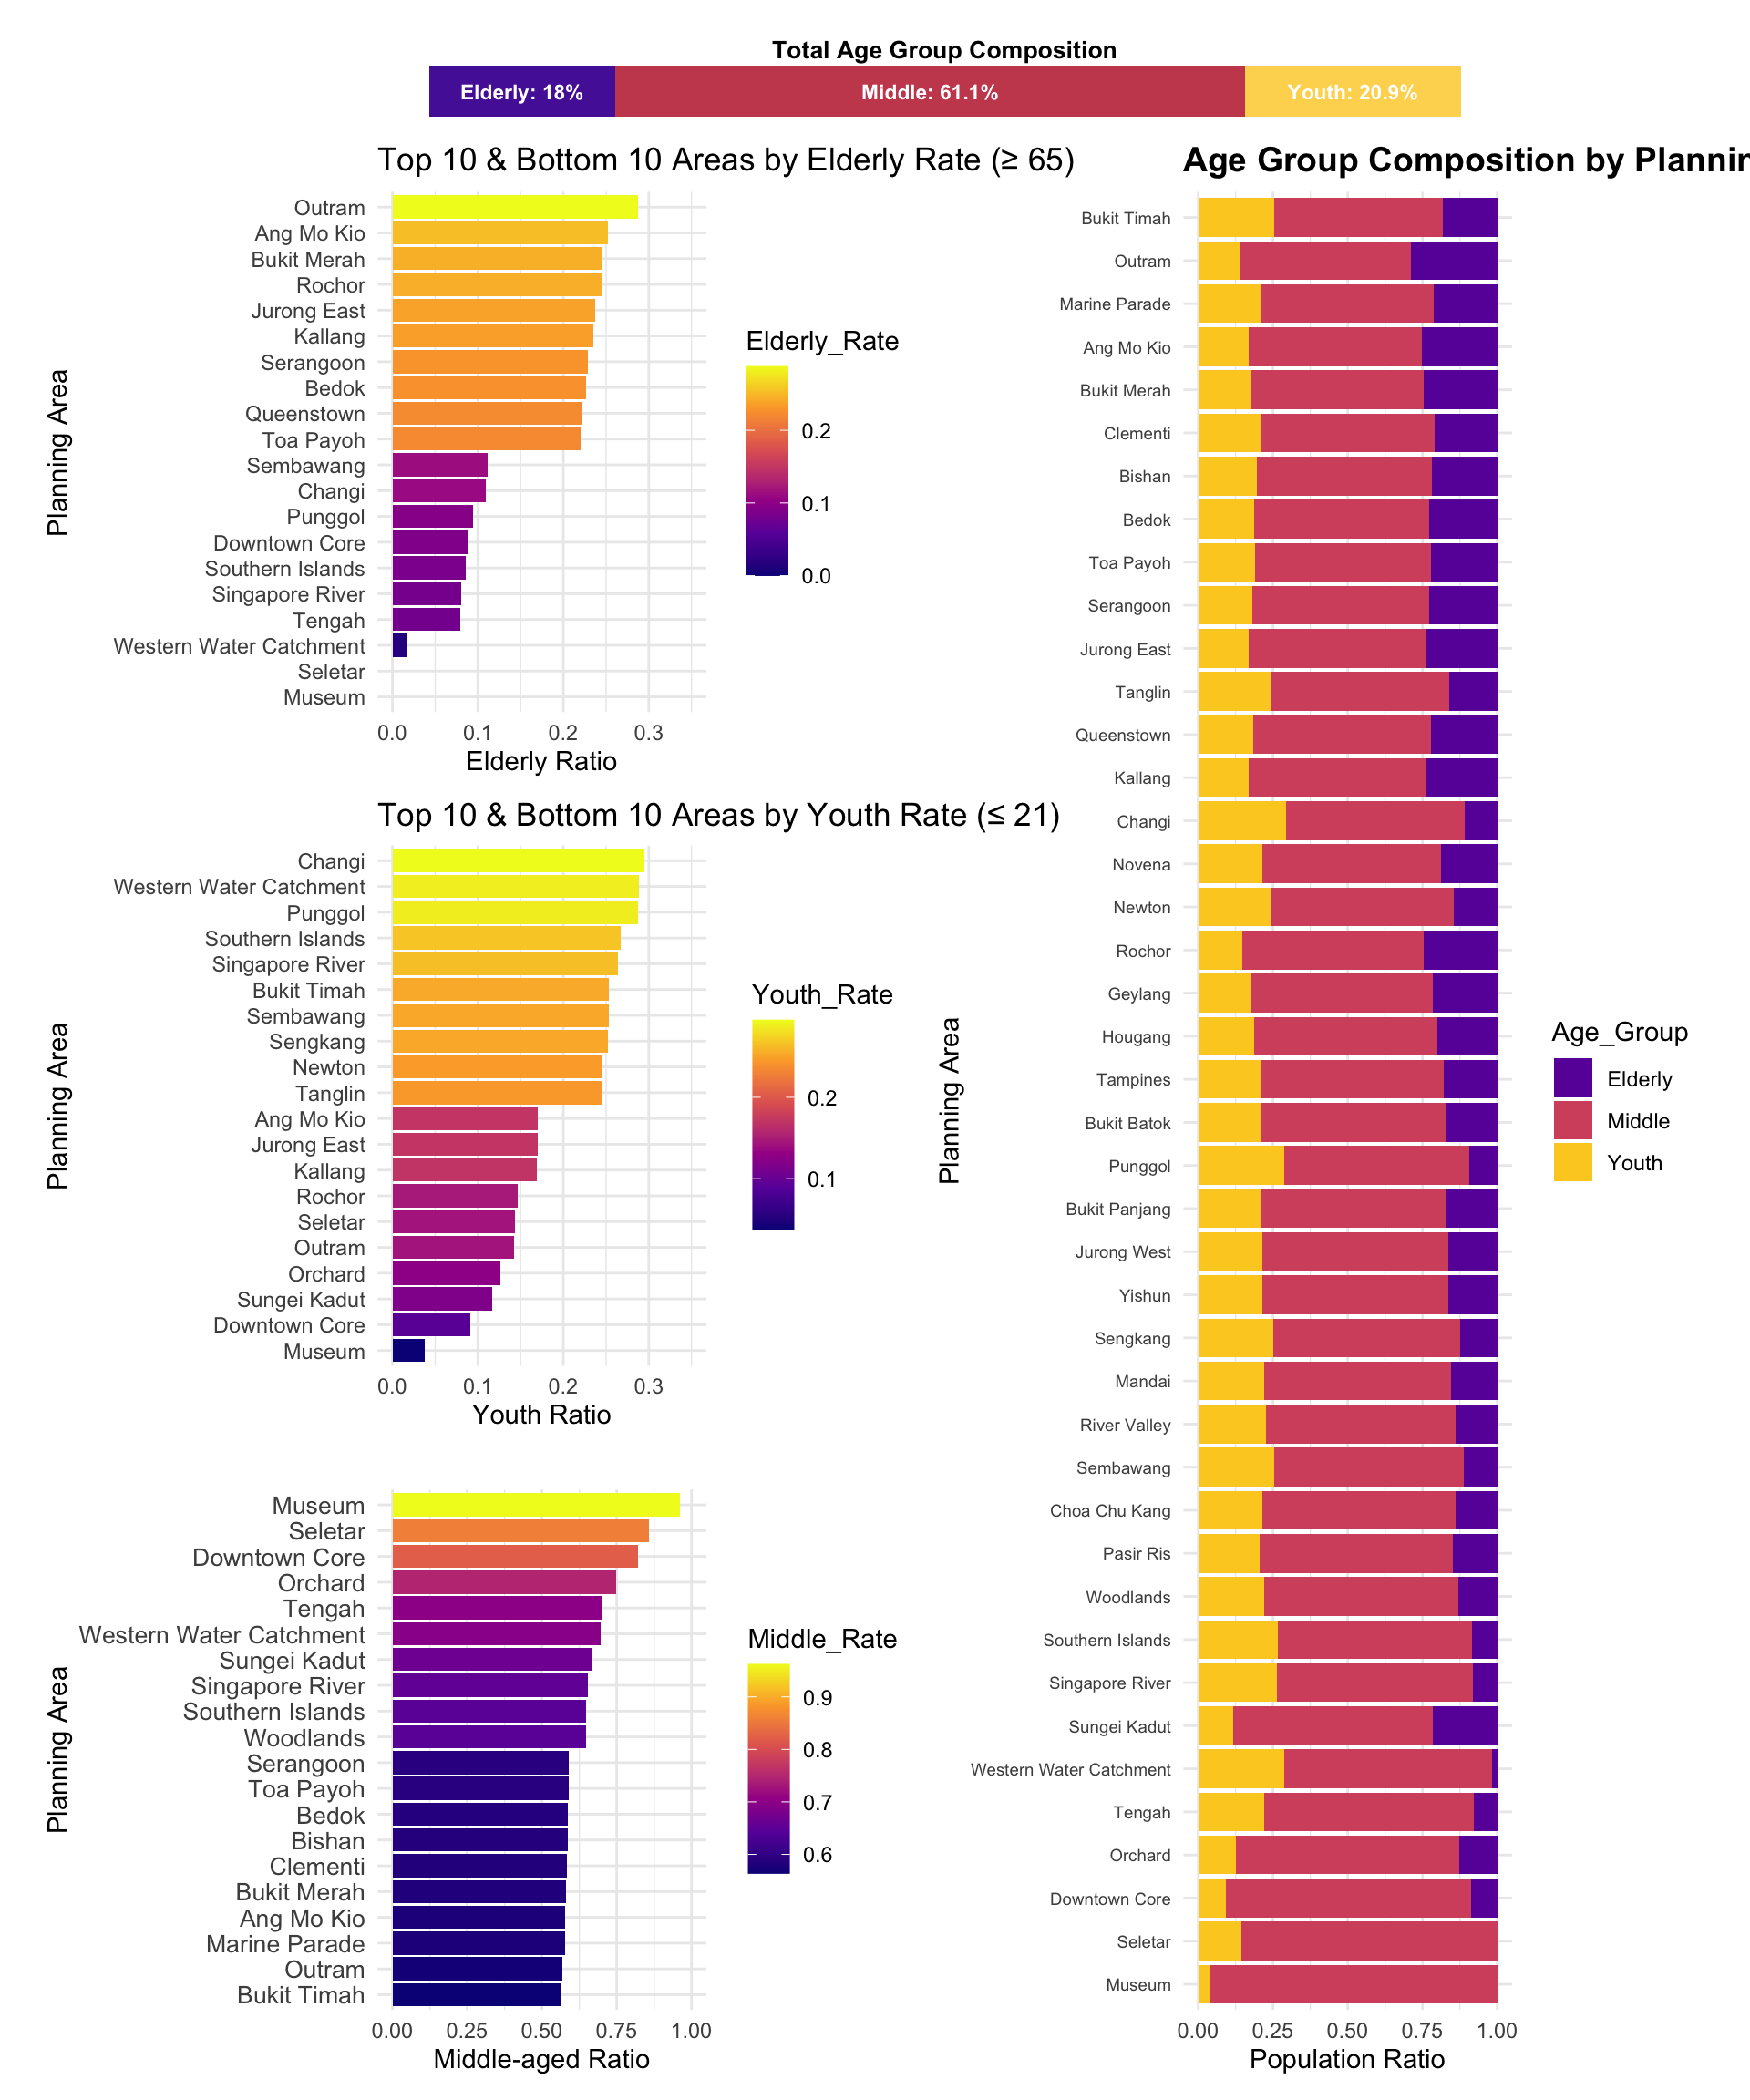 Total Age Group Composition
Elderly: 18%
Middle: 61.1%
Youth: 20.9%
Top 10 & Bottom 10 Areas by Elderly Rate (≥ 65)
Planning Area
Outram
Ang Mo Kio
Bukit Merah
Rochor
Jurong East
Kallang
Serangoon
Bedok
Queenstown
Toa Payoh
Sembawang
Changi
Punggol
Downtown Core
Southern Islands
Singapore River
Tengah
Western Water Catchment
Seletar
Museum
0.0 0.1 0.2 0.3
Elderly Ratio
Elderly_Rate
0.2
0.1
0.0
Top 10 & Bottom 10 Areas by Youth Rate (≤ 21)
Planning Area
Changi
Western Water Catchment
Punggol
Southern Islands
Singapore River
Bukit Timah
Sembawang
Sengkang
Newton
Tanglin
Ang Mo Kio
Jurong East
Kallang
Rochor
Seletar
Outram
Orchard
Sungei Kadut
Downtown Core
Museum
0.0 0.1 0.2 0.3
Youth Ratio
Youth_Rate
0.2
0.1
Planning Area
Museum
Seletar
Downtown Core
Orchard
Tengah
Western Water Catchment
Sungei Kadut
Singapore River
Southern Islands
Woodlands
Serangoon
Toa Payoh
Bedok
Bishan
Clementi
Bukit Merah
Ang Mo Kio
Marine Parade
Outram
Bukit Timah
0.00 0.25 0.50 0.75 1.00
Middle-aged Ratio
Middle_Rate
0.9
0.8
0.7
0.6
Age Group Composition by Plannin
Planning Area
Bukit Timah
Outram
Marine Parade
Ang Mo Kio
Bukit Merah
Clementi
Bishan
Bedok
Toa Payoh
Serangoon
Jurong East
Tanglin
Queenstown
Kallang
Changi
Novena
Newton
Rochor
Geylang
Hougang
Tampines
Bukit Batok
Punggol
Bukit Panjang
Jurong West
Yishun
Sengkang
Mandai
River Valley
Sembawang
Choa Chu Kang
Pasir Ris
Woodlands
Southern Islands
Singapore River
Sungei Kadut
Western Water Catchment
Tengah
Orchard
Downtown Core
Seletar
Museum
0.00 0.25 0.50 0.75 1.00
Population Ratio
Age_Group
Elderly
Middle
Youth